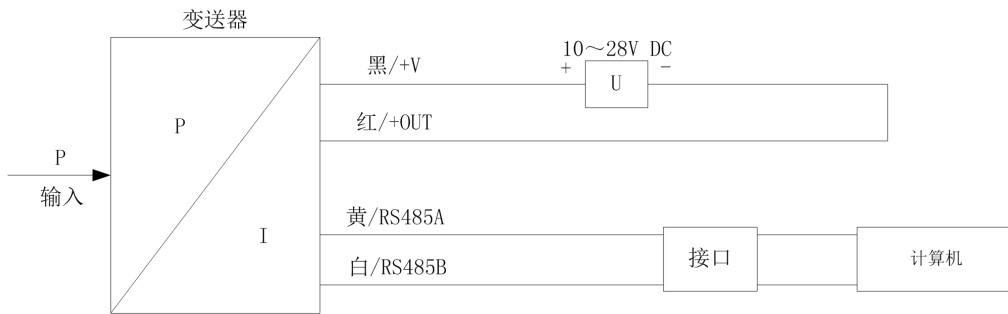 变送器
10～28V DC
黑/+V
+
−
U
P
红/+OUT
P
输入
黄/RS485A
I
接口
计算机
白/RS485B